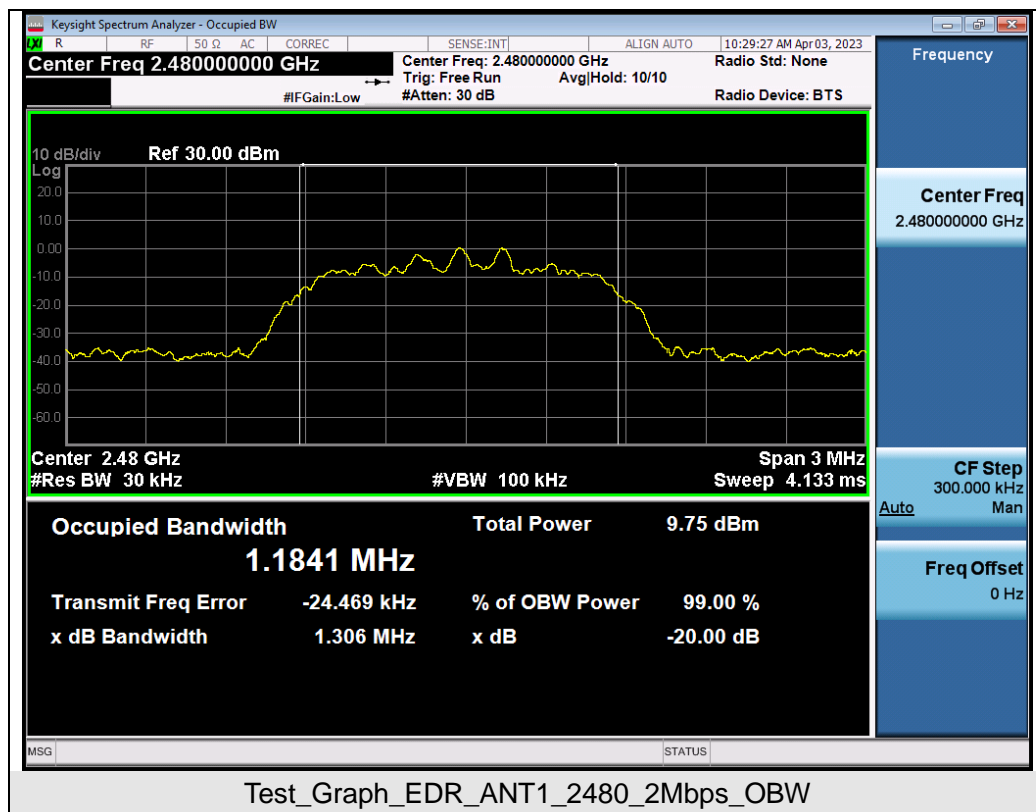 Keysight Spectrum Analyzer - Occupied BW
LXI R RF 50 Ω AC CORREC SENSE:INT ALIGN AUTO 10:29:27 AM Apr 03, 2023
Center Freq 2.480000000 GHz
Center Freq: 2.480000000 GHz
Radio Std: None
Trig: Free Run Avg|Hold: 10/10
#IFGain:Low
#Atten: 30 dB
Radio Device: BTS
10 dB/div Ref 30.00 dBm
Log
20.0
10.0
0.00
-10.0
-20.0
-30.0
-40.0
-50.0
-60.0
Center 2.48 GHz
Span 3 MHz
#Res BW 30 kHz
#VBW 100 kHz
Sweep 4.133 ms
Occupied Bandwidth
1.1841 MHz
Total Power 9.75 dBm
Transmit Freq Error -24.469 kHz
% of OBW Power 99.00 %
x dB Bandwidth 1.306 MHz
x dB -20.00 dB
MSG
STATUS
Frequency
Center Freq
2.480000000 GHz
CF Step
300.000 kHz
Auto Man
Freq Offset
0 Hz
Test_Graph_EDR_ANT1_2480_2Mbps_OBW